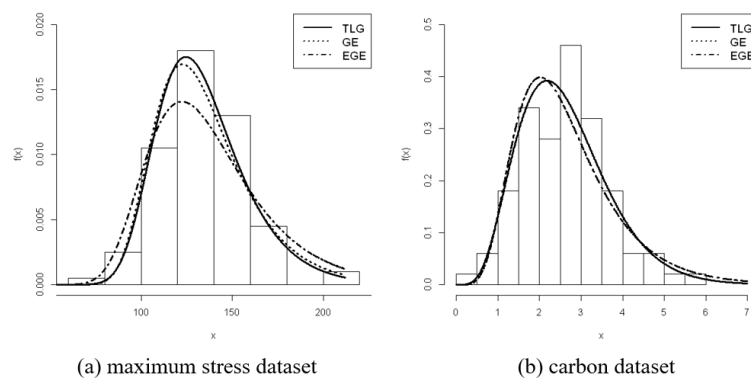 TLG
GE
EGE
0.020
0.015
0.010
0.005
0.000
f(x)
100 150 200
x
(a) maximum stress dataset
TLG
GE
EGE
0.5
0.4
0.3
0.2
0.1
0.0
f(x)
0 1 2 3 4 5 6 7
x
(b) carbon dataset